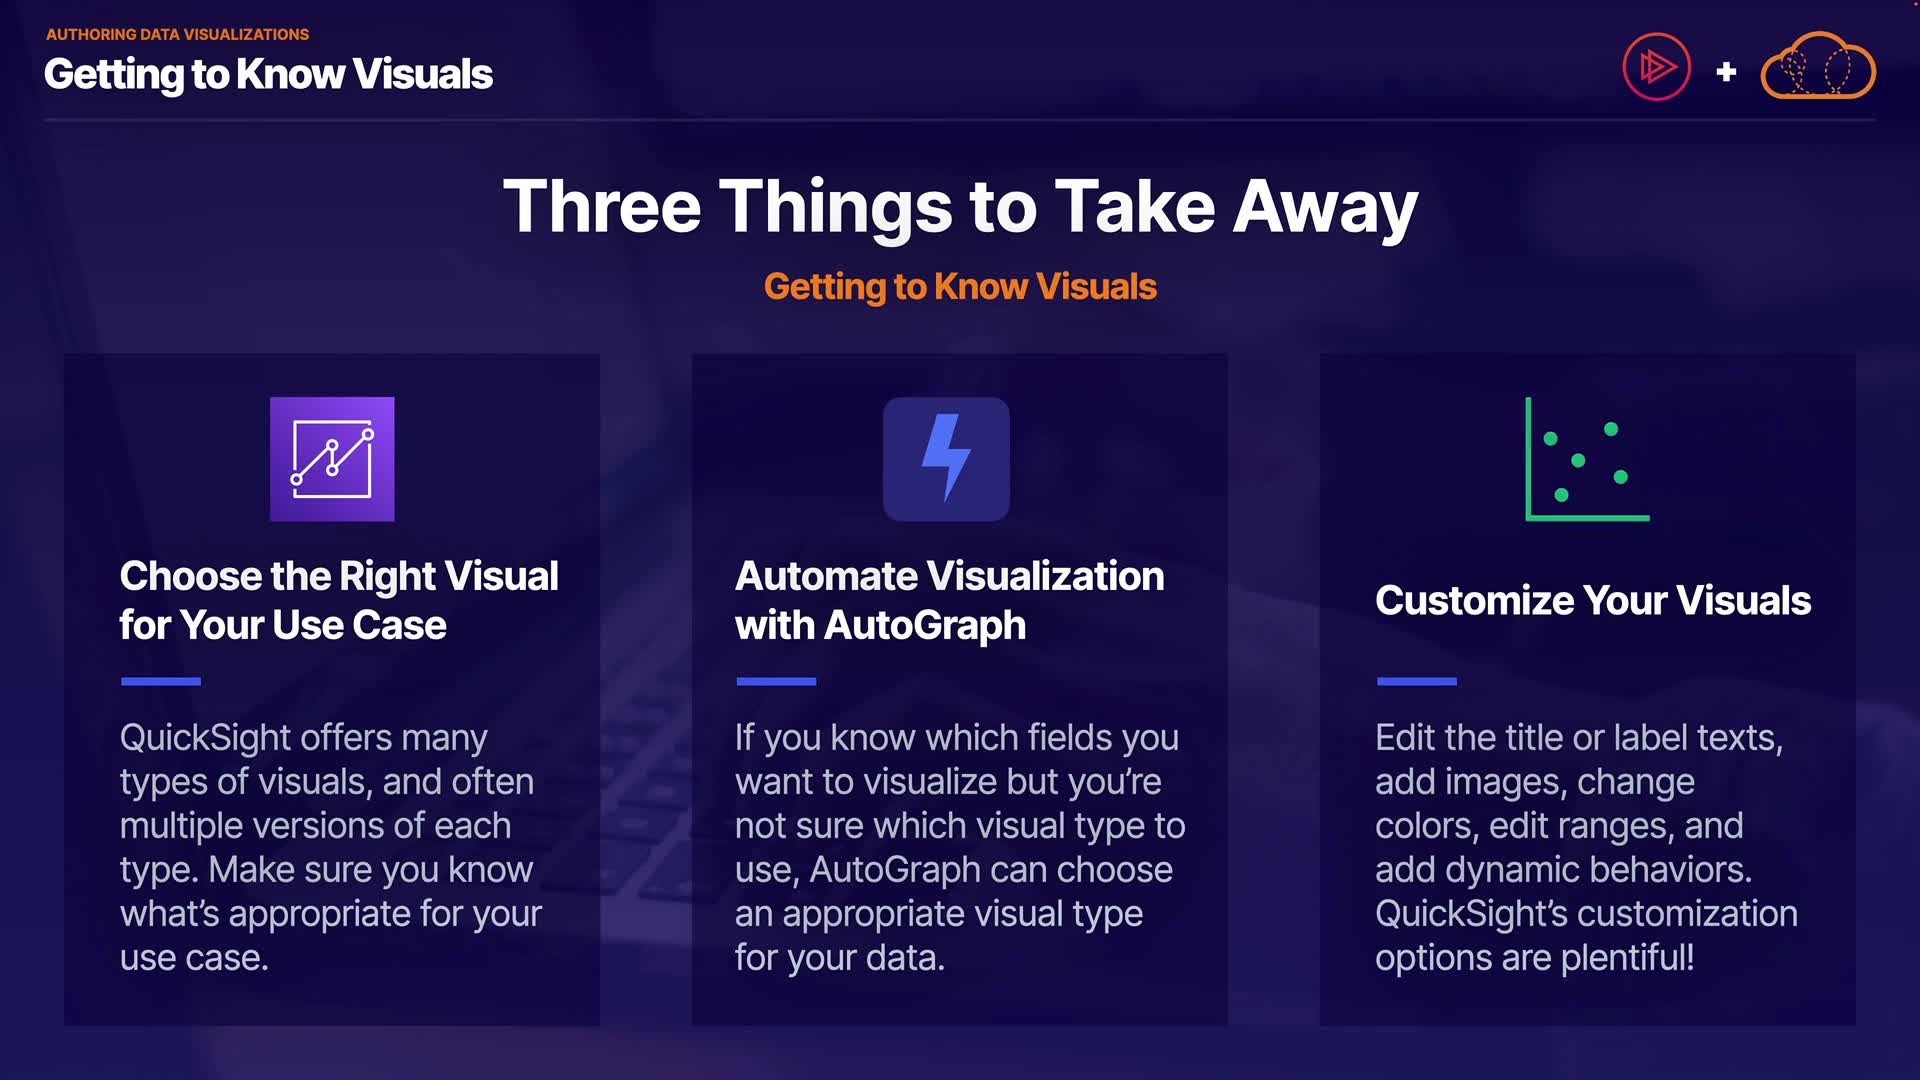 AUTHORING DATA VISUALIZATIONS
Getting to Know Visuals
+
Three Things to Take Away
Getting to Know Visuals
Choose the Right Visual
for Your Use Case
QuickSight offers many
types of visuals, and often
multiple versions of each
type. Make sure you know
what's appropriate for your
use case.
Automate Visualization
with AutoGraph
If you know which fields you
want to visualize but you're
not sure which visual type to
use, AutoGraph can choose
an appropriate visual type
for your data.
Customize Your Visuals
Edit the title or label texts,
add images, change
colors, edit ranges, and
add dynamic behaviors.
QuickSight's customization
options are plentiful!